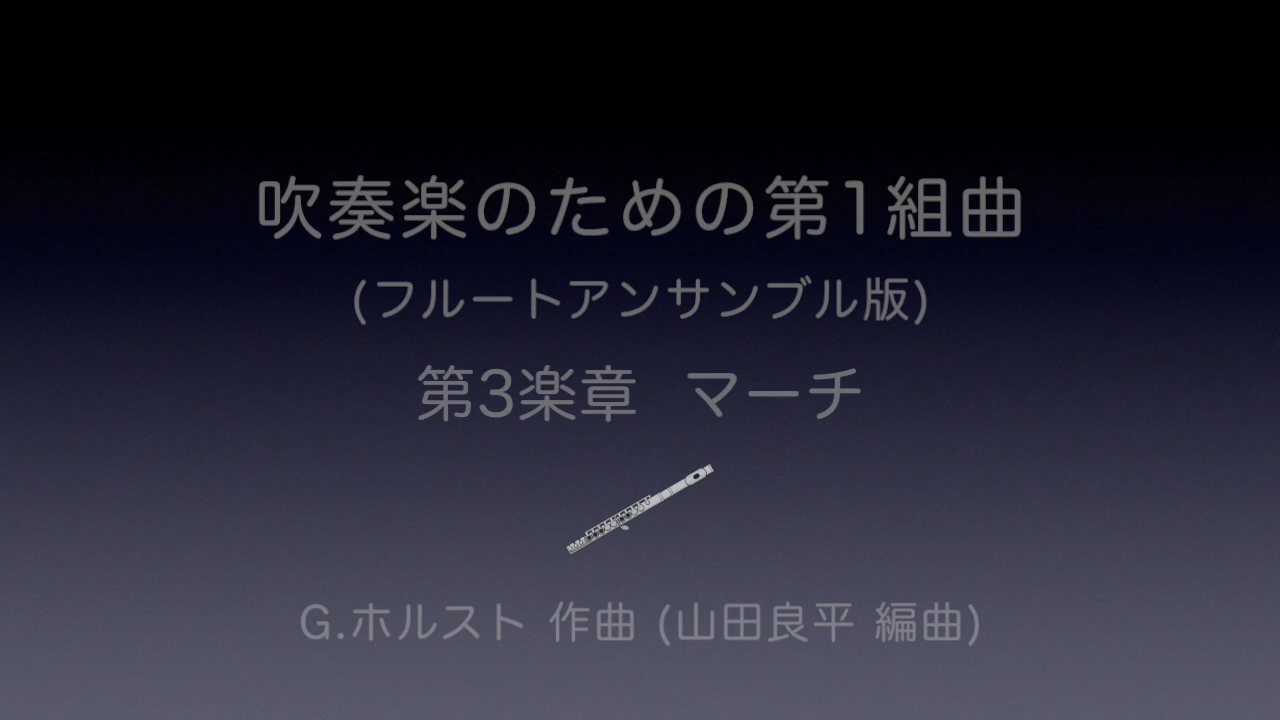 吹奏楽のための第1組曲
(フルートアンサンブル版)
第3楽章 マーチ
G.ホルスト 作曲 (山田良平 編曲)